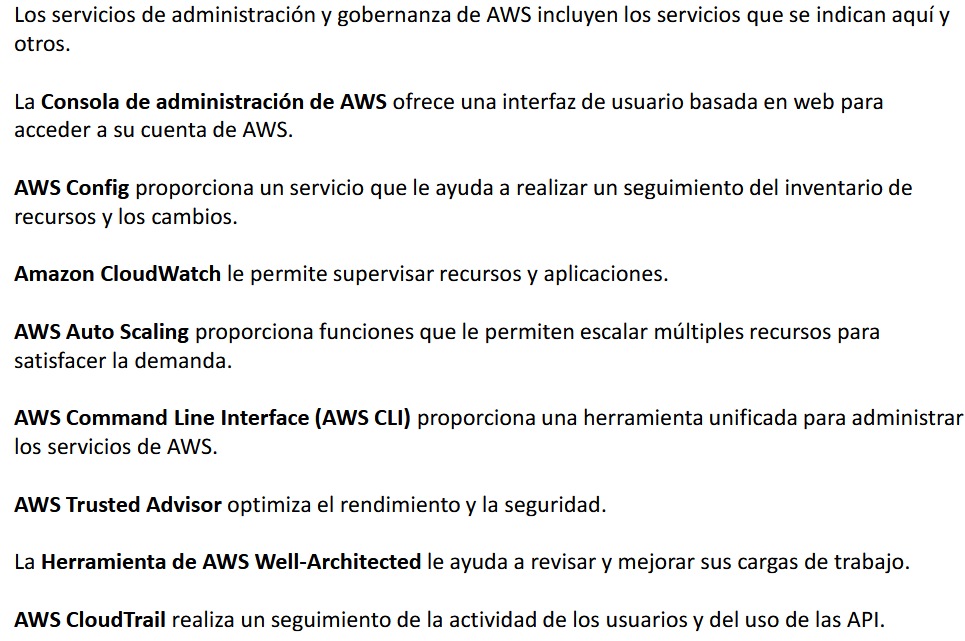 Los servicios de administración y gobernanza de AWS incluyen los servicios que se indican aquí y
otros.
La Consola de administración de AWS ofrece una interfaz de usuario basada en web para
acceder a su cuenta de AWS.
AWS Config proporciona un servicio que le ayuda a realizar un seguimiento del inventario de
recursos y los cambios.
Amazon CloudWatch le permite supervisar recursos y aplicaciones.
AWS Auto Scaling proporciona funciones que le permiten escalar múltiples recursos para
satisfacer la demanda.
AWS Command Line Interface (AWS CLI) proporciona una herramienta unificada para administrar
los servicios de AWS.
AWS Trusted Advisor optimiza el rendimiento y la seguridad.
La Herramienta de AWS Well-Architected le ayuda a revisar y mejorar sus cargas de trabajo.
AWS CloudTrail realiza un seguimiento de la actividad de los usuarios y del uso de las API.